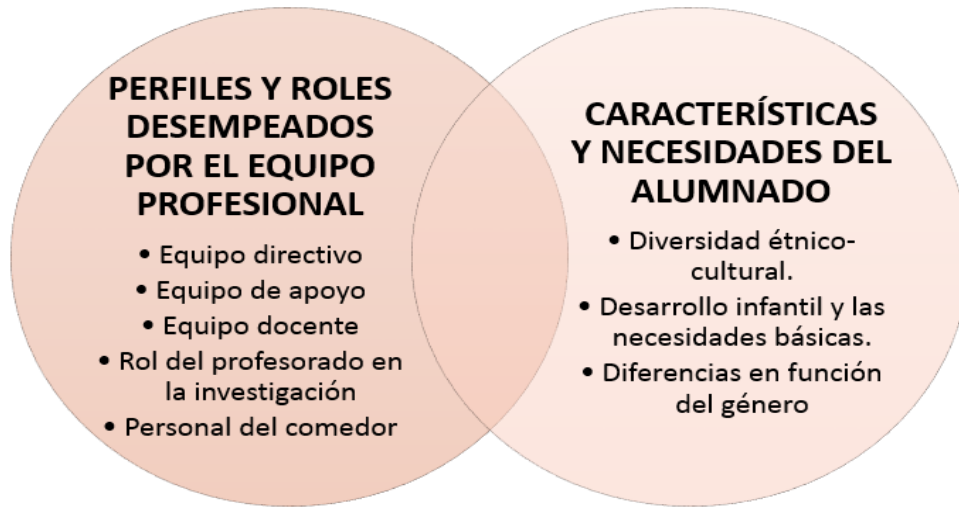 PERFILES Y ROLES
DESEMPEADOS
POR EL EQUIPO
PROFESIONAL
• Equipo directivo
• Equipo de apoyo
• Equipo docente
• Rol del profesorado en
la investigación
• Personal del comedor
CARACTERÍSTICAS
Y NECESIDADES DEL
ALUMNADO
• Diversidad étnico-
cultural.
• Desarrollo infantil y las
necesidades básicas.
• Diferencias en función
del género